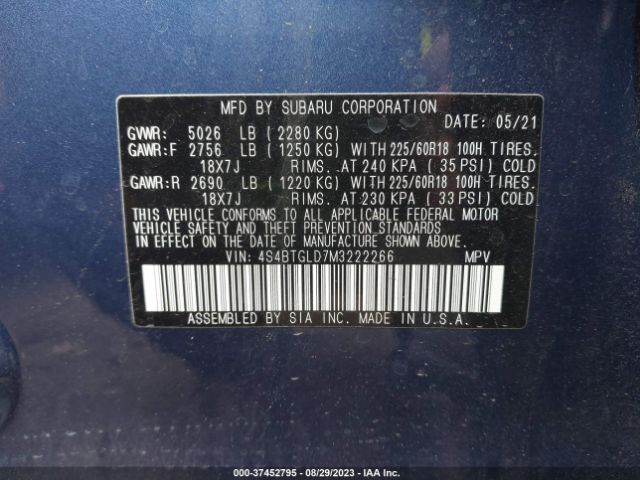 MFD BY SUBARU CORPORATION
DATE: 05/21
GVWR: 5026 LB ( 2280 KG)
GAWR:F 2756 LB ( 1250 KG) WITH 225/60R18 100H TIRES.
18X7J RIMS. AT 240 KPA ( 35 PSI) COLD
GAWR:R 2690 LB ( 1220 KG) WITH 225/60R18 100H TIRES.
18X7J RIMS. AT 230 KPA ( 33 PSI) COLD
THIS VEHICLE CONFORMS TO ALL APPLICABLE FEDERAL MOTOR
VEHICLE SAFETY AND THEFT PREVENTION STANDARDS
IN EFFECT ON THE DATE OF MANUFACTURE SHOWN ABOVE.
VIN: 4S4BTGLD7M3222266 MPV
ASSEMBLED BY SIA INC. MADE IN U.S.A.
000-37452795 - 08/29/2023 - IAA Inc.